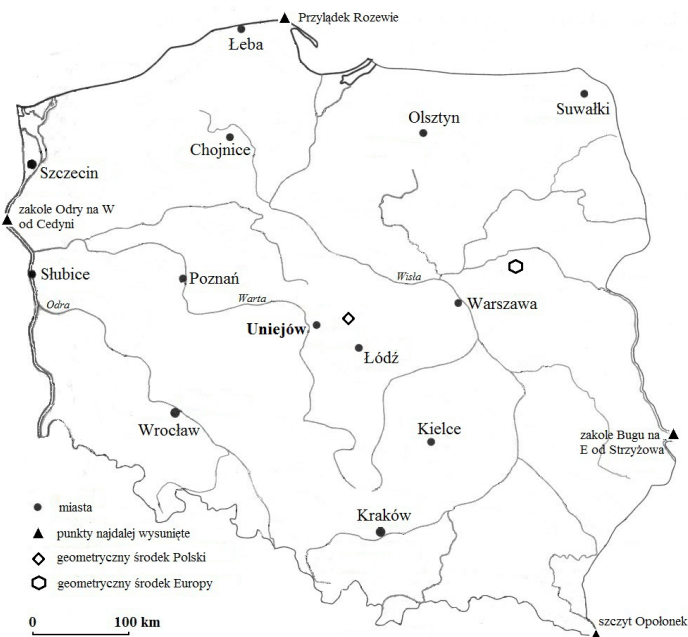 Przylądek Rozewie
Łeba
Suwałki
Olsztyn
Chojnice
Szczecin
zakole Odry na W
od Cedyni
Słubice
Poznań
Wisła
Odra
Warta
Warszawa
Uniejów
Łódź
Wrocław
Kielce
zakole Bugu na
E od Strzyżowa
miasta
Kraków
punkty najdalej wysunięte
geometryczny środek Polski
geometryczny środek Europy
0 100 km
szczyt Opołonek